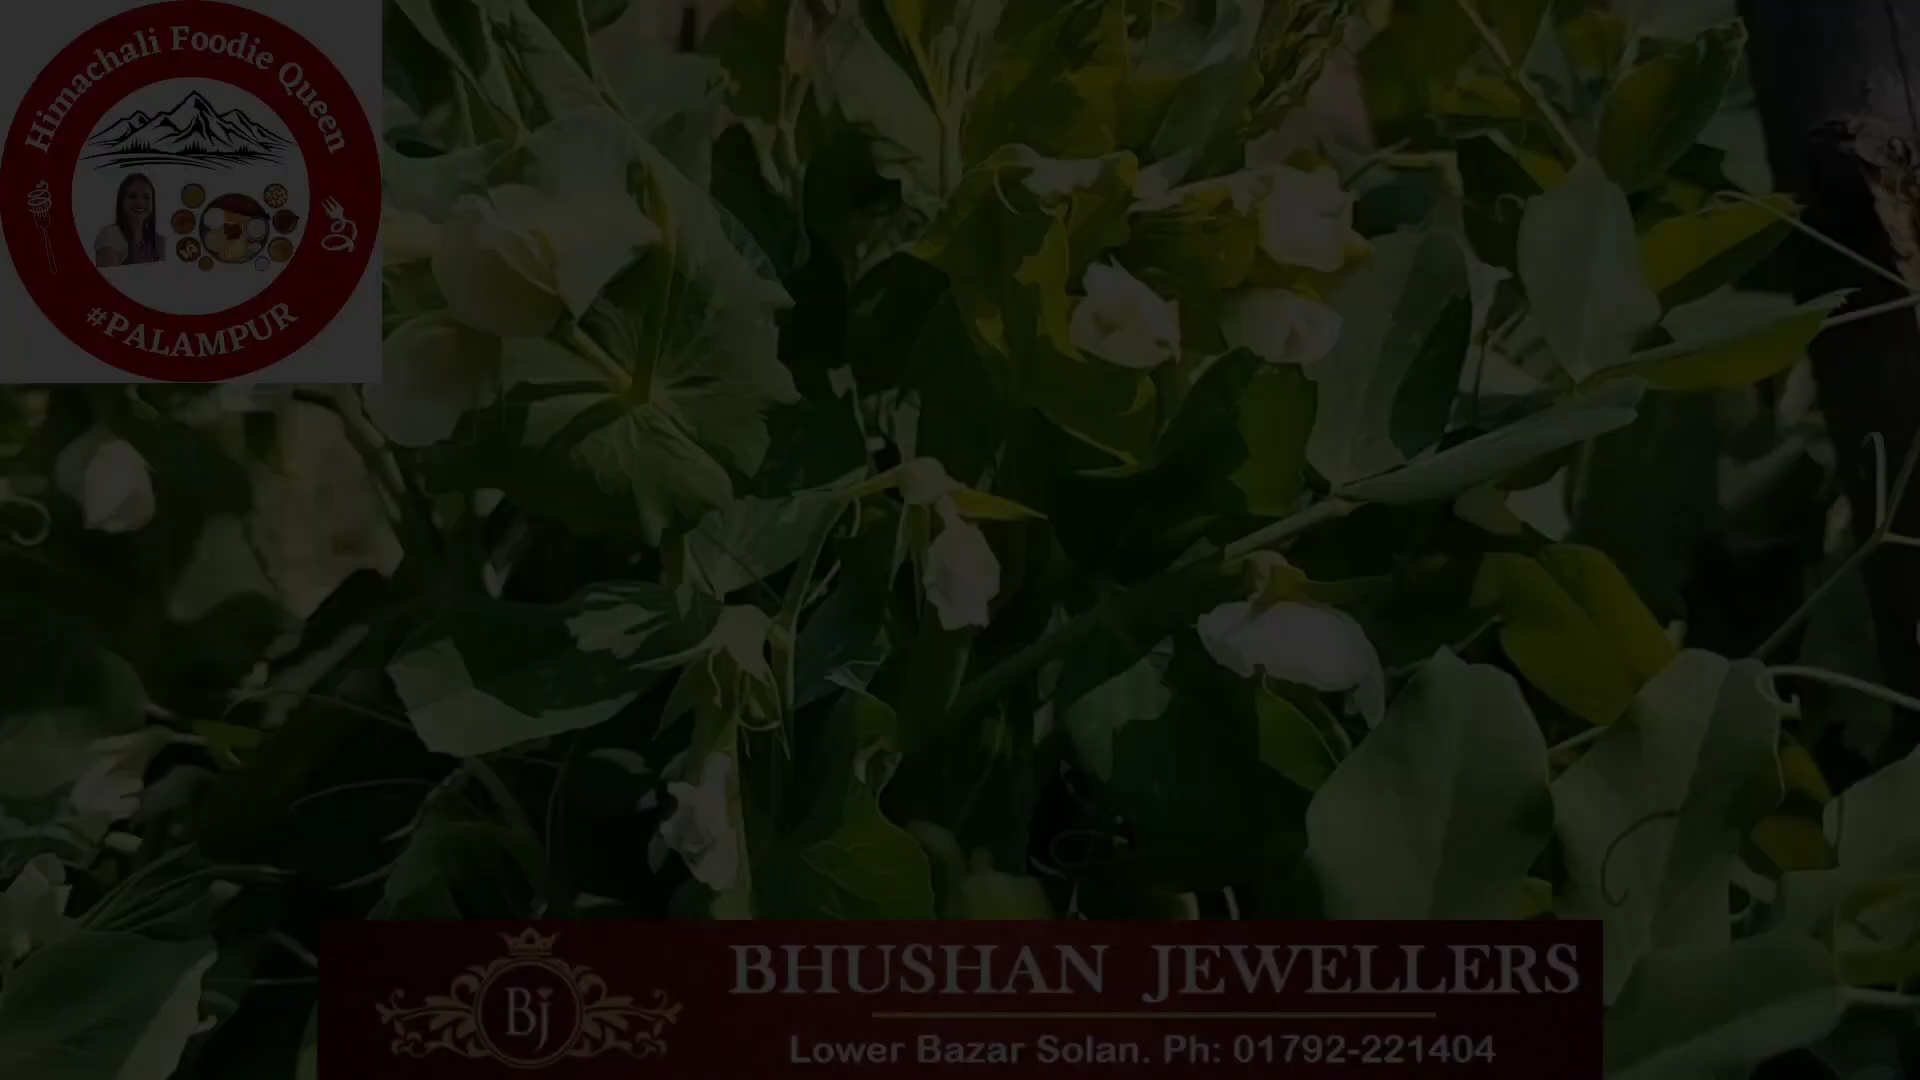 Himachali Foodie Queen
#PALAMPUR
BJ
BHUSHAN JEWELLERS
Lower Bazar Solan. Ph: 01792-221404